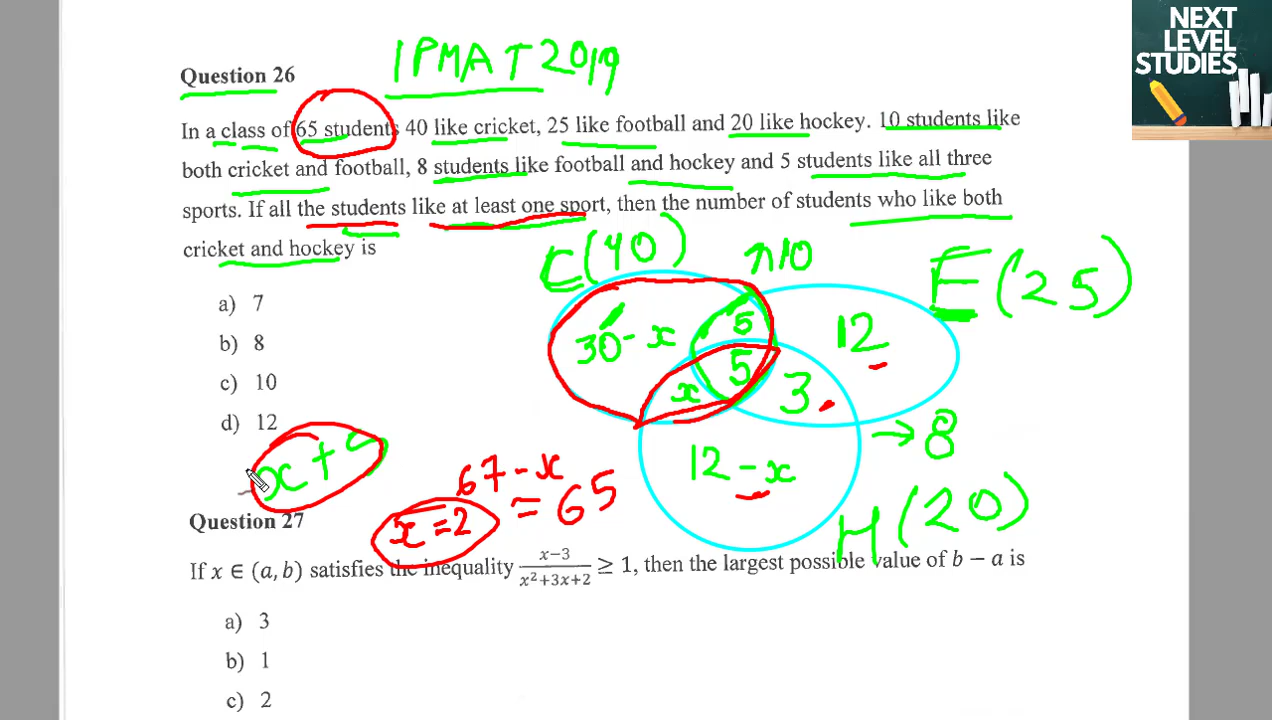 NEXT
LEVEL
STUDIES
IPMAT 2019
Question 26
In a class of 65 students 40 like cricket, 25 like football and 20 like hockey. 10 students like
both cricket and football, 8 students like football and hockey and 5 students like all three
sports. If all the students like at least one sport, then the number of students who like both
cricket and hockey is
C(40)
10
F(25)
a) 7
b) 8
c) 10
d) 12
30-x
5
12
x
5
3
12-x
→8
H(20)
x+
67-x
=65
x=2
Question 27
If x ∈ (a, b) satisfies the inequality x−3/x²+3x+2 ≥ 1, then the largest possible value of b − a is
a) 3
b) 1
c) 2